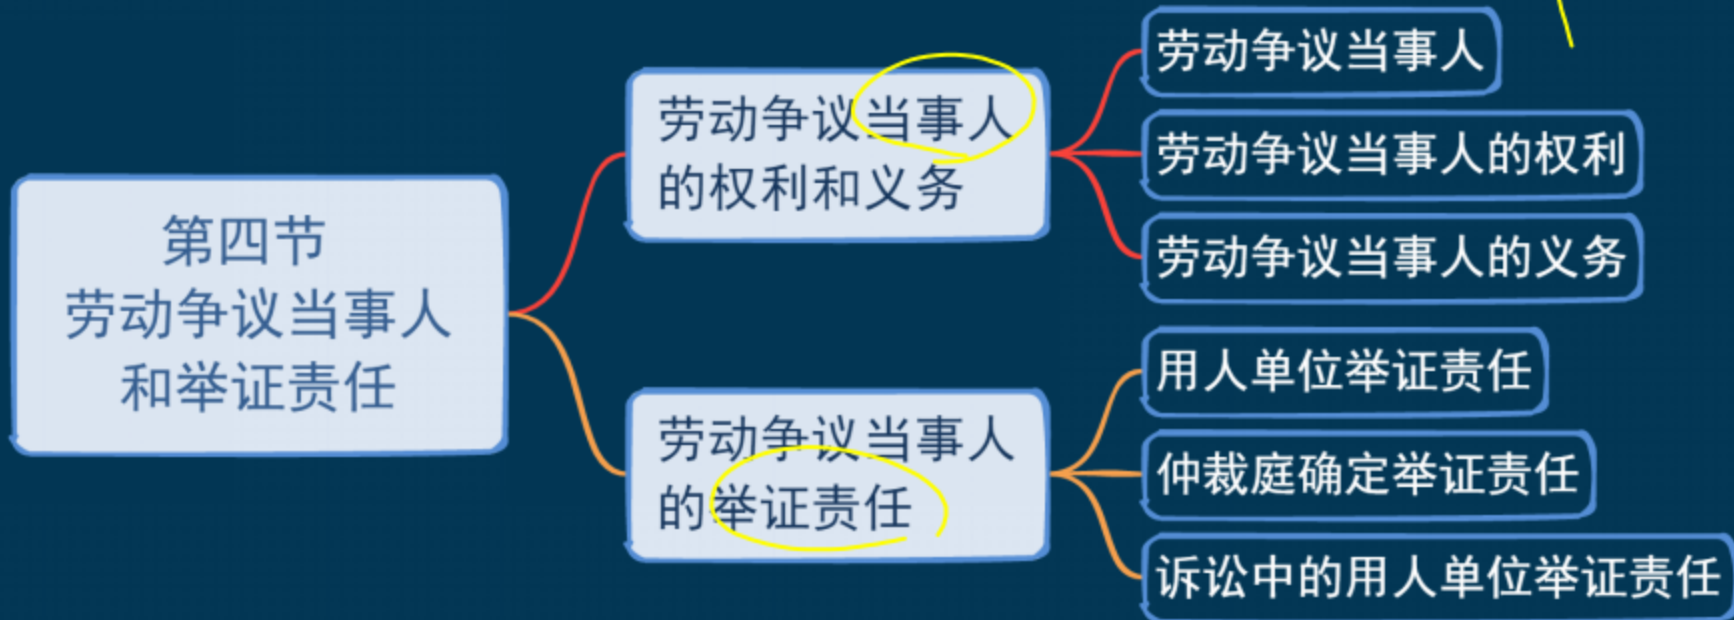 第四节
劳动争议当事人
和举证责任
劳动争议当事人
的权利和义务
劳动争议当事人
劳动争议当事人的权利
劳动争议当事人的义务
劳动争议当事人
的举证责任
用人单位举证责任
仲裁庭确定举证责任
诉讼中的用人单位举证责任